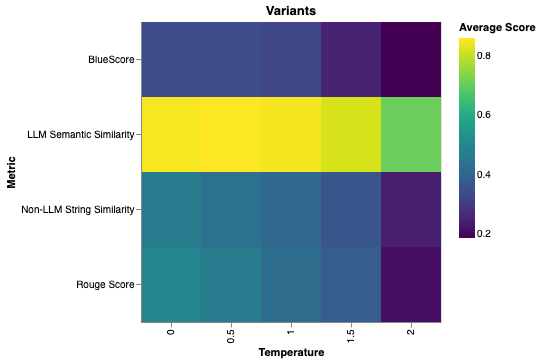 Variants
Average Score
BlueScore
LLM Semantic Similarity
Non-LLM String Similarity
Rouge Score
Metric
0
0.5
1
1.5
2
Temperature
0.8
0.6
0.4
0.2